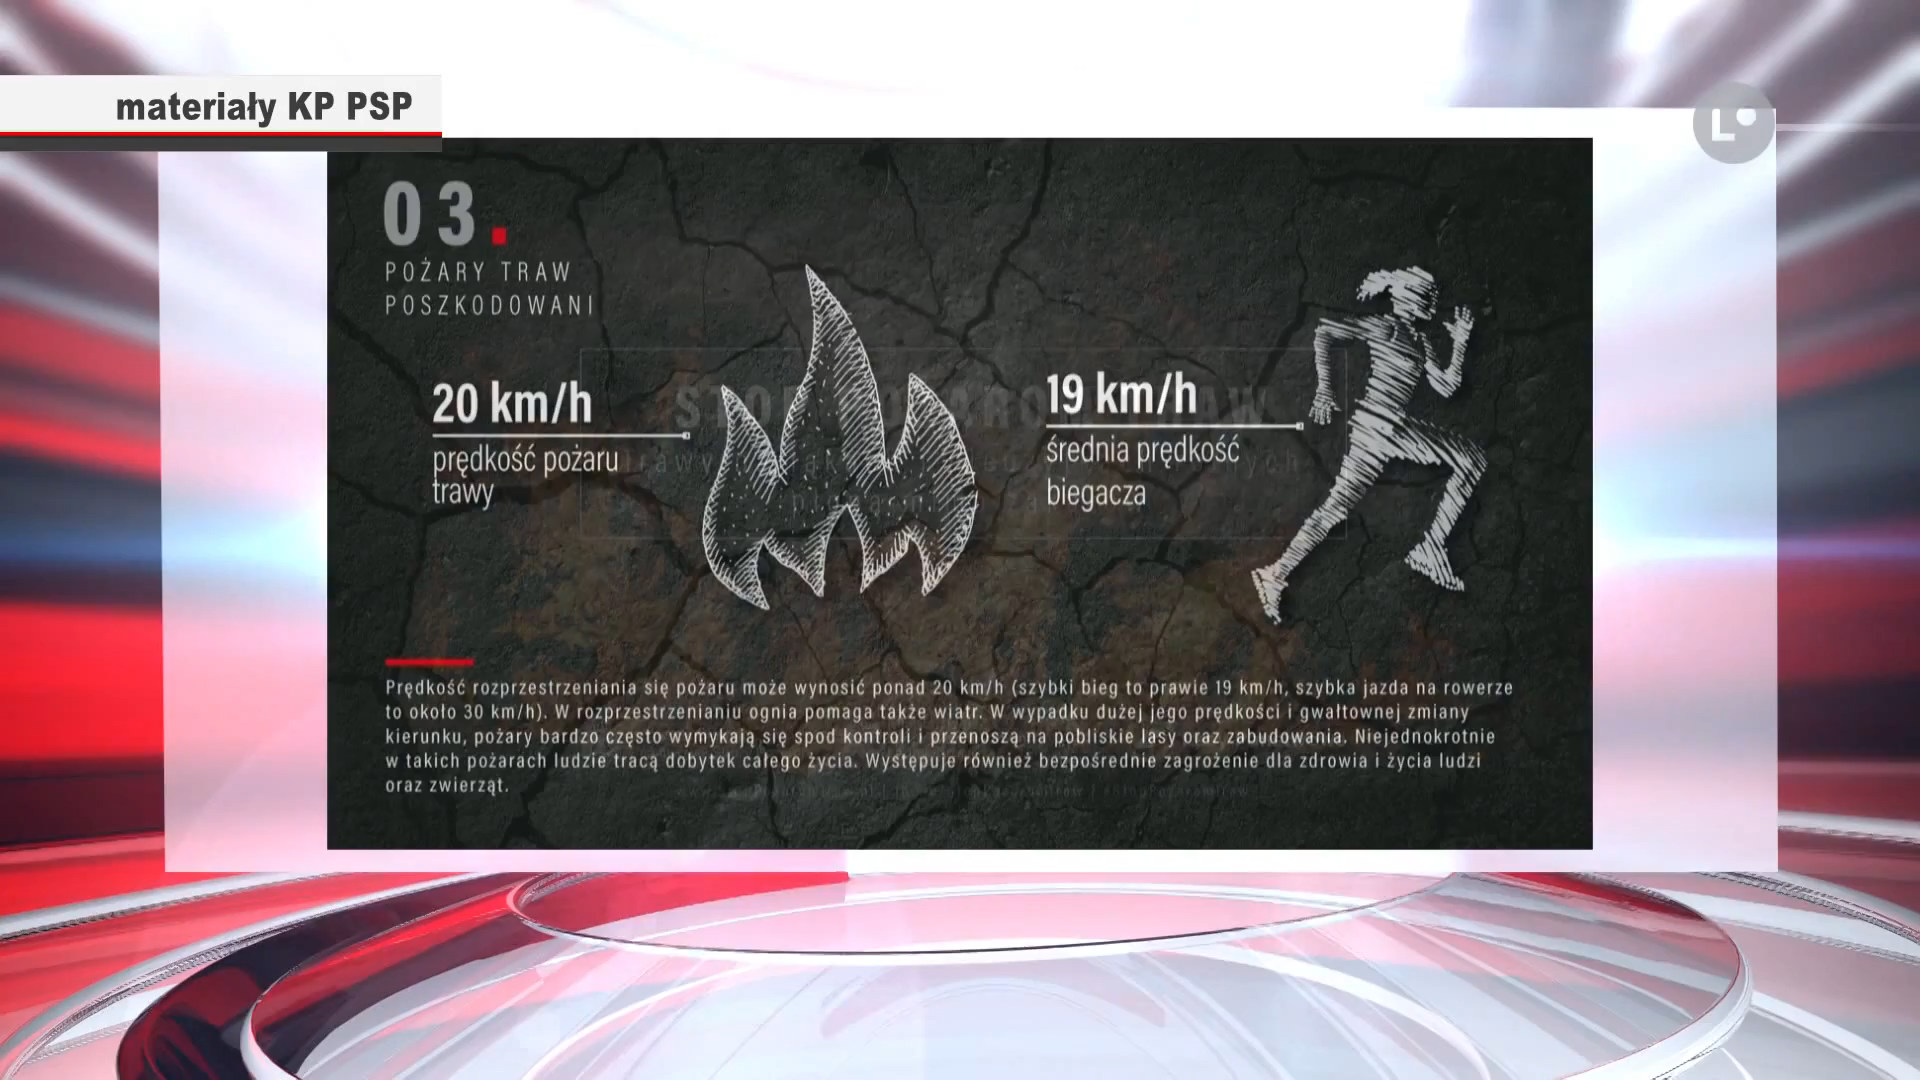 materiały KP PSP
L
03.
POŻARY TRAW
POSZKODOWANI
20 km/h
prędkość pożaru
trawy
19 km/h
średnia prędkość
biegacza
Prędkość rozprzestrzeniania się pożaru może wynosić ponad 20 km/h (szybki bieg to prawie 19 km/h, szybka jazda na rowerze
to około 30 km/h). W rozprzestrzenianiu ognia pomaga także wiatr. W wypadku dużej jego prędkości i gwałtownej zmiany
kierunku, pożary bardzo często wymykają się spod kontroli i przenoszą na pobliskie lasy oraz zabudowania. Niejednokrotnie
w takich pożarach ludzie tracą dobytek całego życia. Występuje również bezpośrednie zagrożenie dla zdrowia i życia ludzi
oraz zwierząt.